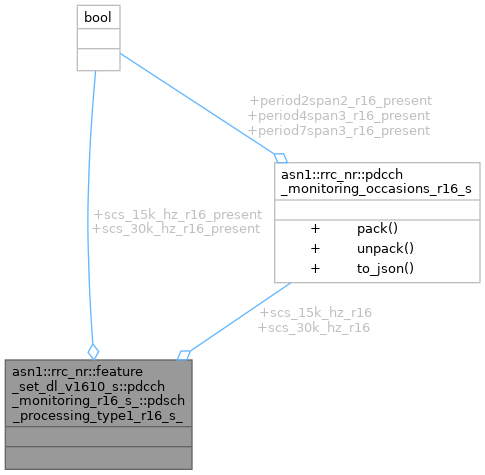 bool
+period2span2_r16_present
+period4span3_r16_present
+period7span3_r16_present
asn1::rrc_nr::pdcch
_monitoring_occasions_r16_s
+ pack()
+ unpack()
+ to_json()
+scs_15k_hz_r16_present
+scs_30k_hz_r16_present
+scs_15k_hz_r16
+scs_30k_hz_r16
asn1::rrc_nr::feature
_set_dl_v1610_s::pdcch
_monitoring_r16_s_::pdsch
_processing_type1_r16_s_